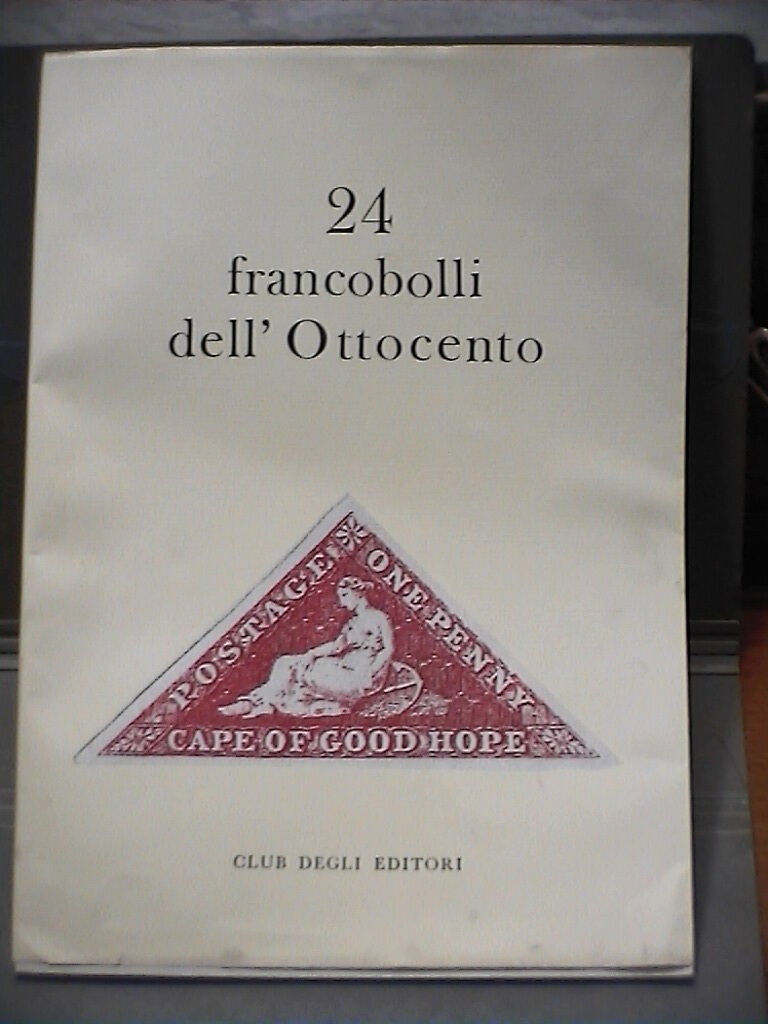 24
francobolli
dell' Ottocento
POSTAGE
ONE PENNY
CAPE OF GOOD HOPE
CLUB DEGLI EDITORI